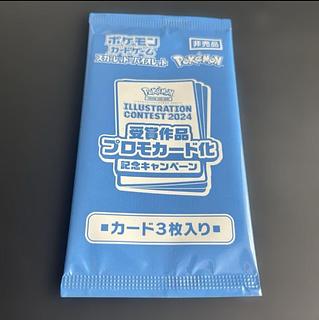 ポケモン
カードゲーム
スカーレット&バイオレット
非売品
POKÉMON
POKÉMON
ILLUSTRATION
CONTEST 2024
受賞作品
プロモカード化
記念キャンペーン
■カード3枚入り■